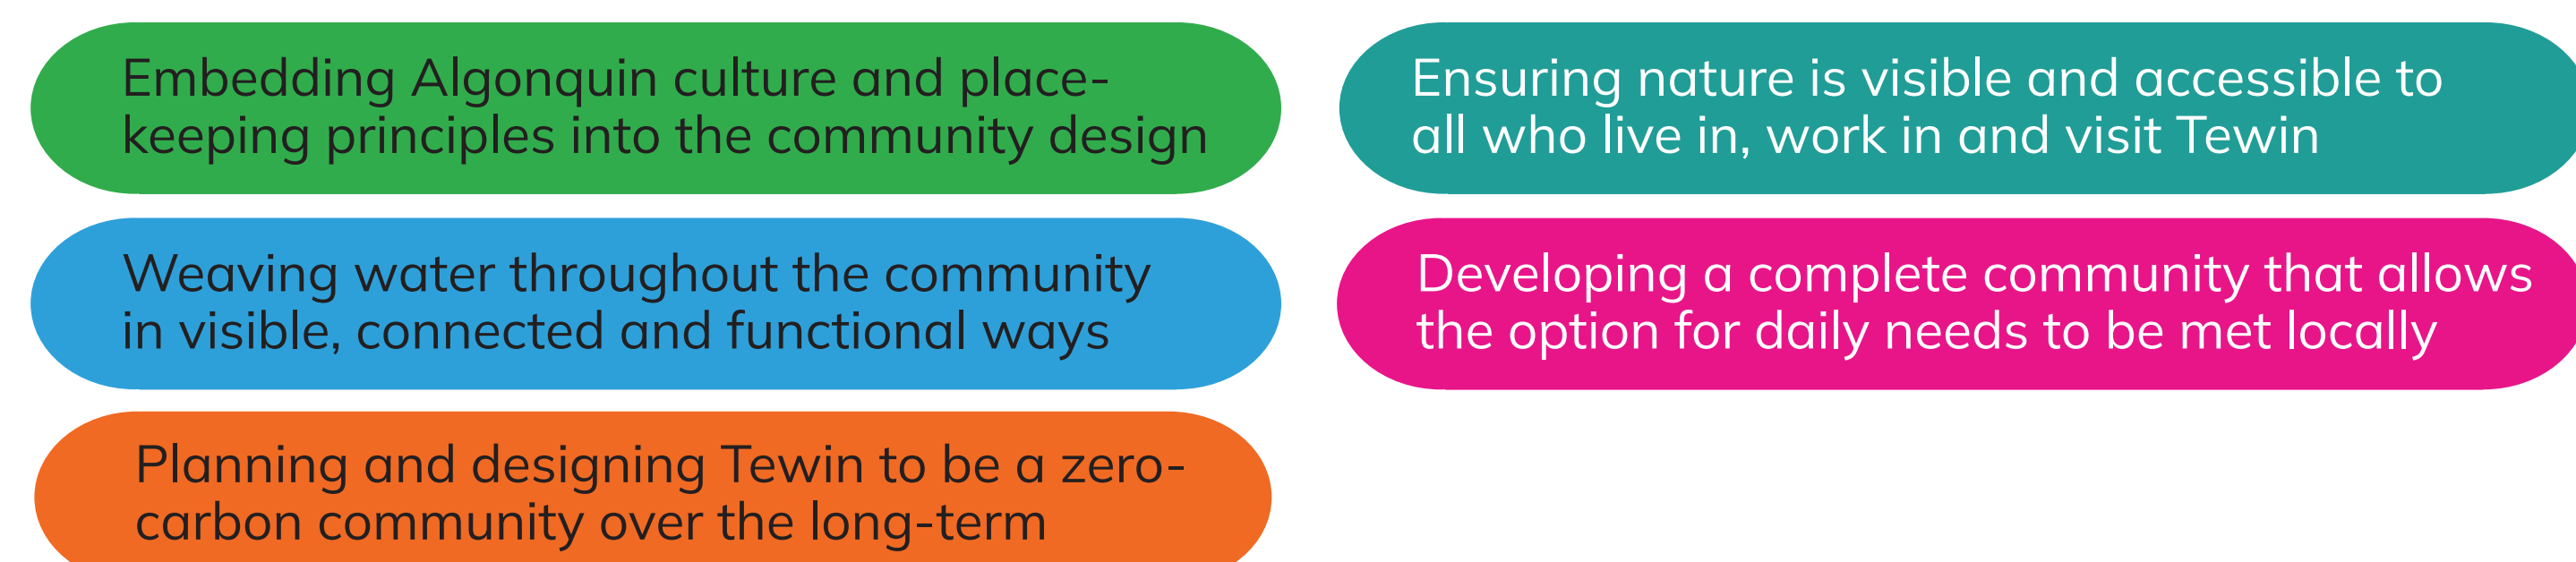 Embedding Algonquin culture and place-
keeping principles into the community design
Ensuring nature is visible and accessible to
all who live in, work in and visit Tewin
Weaving water throughout the community
in visible, connected and functional ways
Developing a complete community that allows
the option for daily needs to be met locally
Planning and designing Tewin to be a zero-
carbon community over the long-term